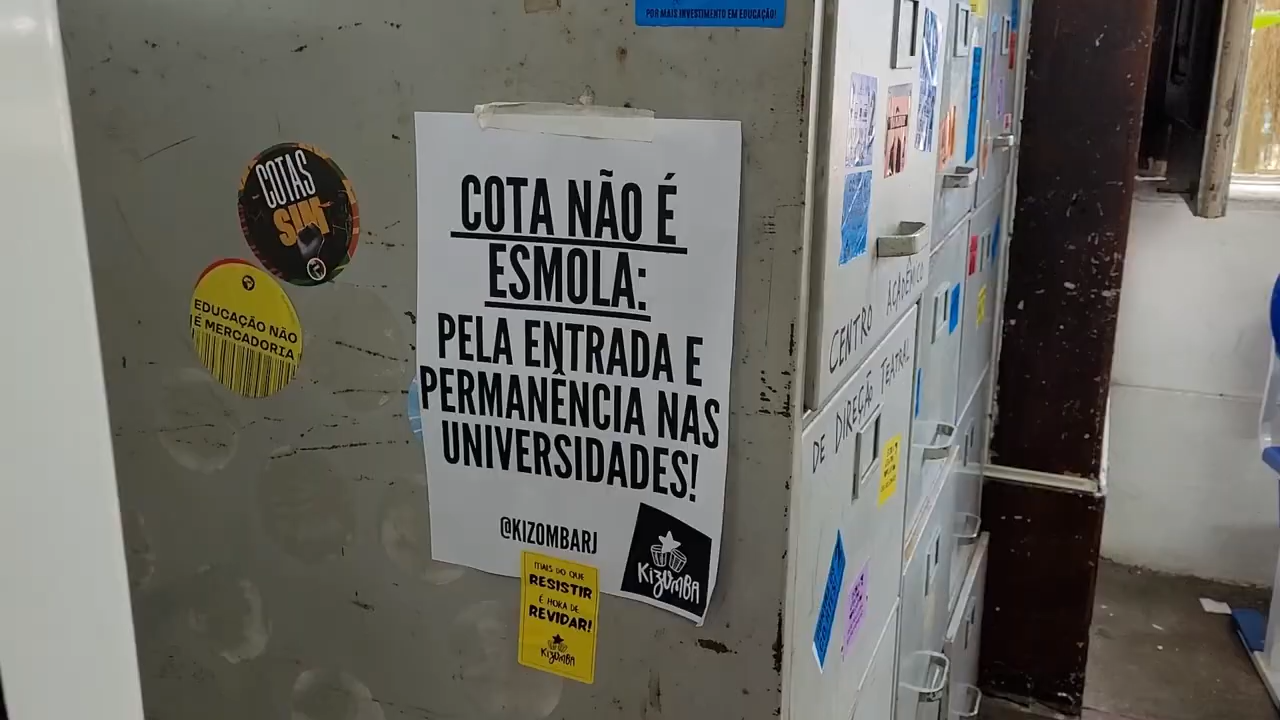 POR MAIS INVESTIMENTO EM EDUCAÇÃO!
COTAS
SIM
EDUCAÇÃO NÃO
É MERCADORIA
COTA NÃO É
ESMOLA:
PELA ENTRADA E
PERMANÊNCIA NAS
UNIVERSIDADES!
@KIZOMBARJ
KIZOMBA
MAIS DO QUE
RESISTIR
É HORA DE
REVIDAR!
KIZOMBA
CENTRO ACADÊMICO
DE DIREÇÃO TEATRAL